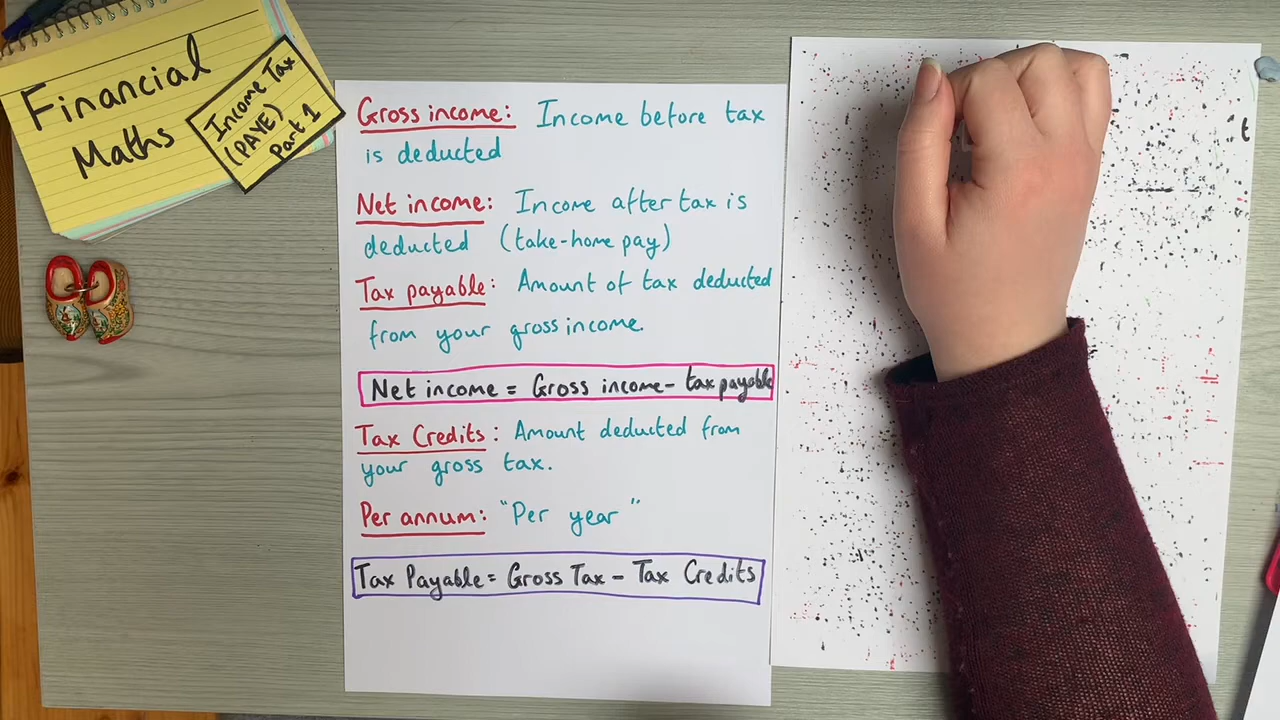 Financial
Maths
Income Tax
(PAYE)
Part 1
Gross income: Income before tax
is deducted
Net income: Income after tax is
deducted (take-home pay)
Tax payable: Amount of tax deducted
from your gross income.
Net income = Gross income - tax payable
Tax Credits: Amount deducted from
your gross tax.
Per annum: "Per year"
Tax Payable = Gross Tax - Tax Credits
t